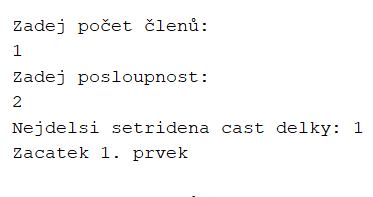 Zadej počet členů:
1
Zadej posloupnost:
2
Nejdelsi setridena cast delky: 1
Zacatek 1. prvek